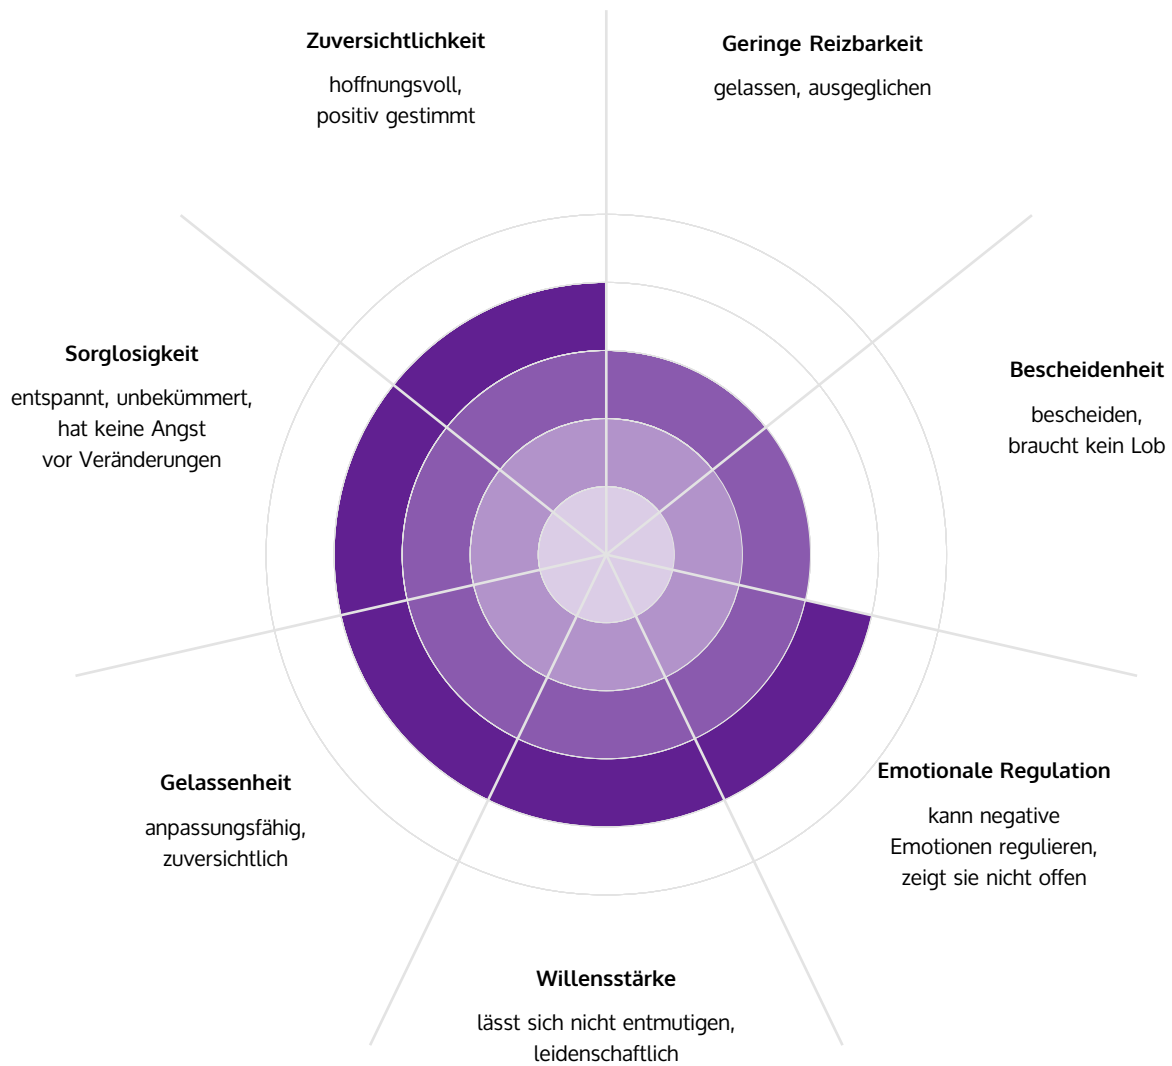 Zuversichtlichkeit
hoffnungsvoll,
positiv gestimmt
Geringe Reizbarkeit
gelassen, ausgeglichen
Sorglosigkeit
entspannt, unbekümmert,
hat keine Angst
vor Veränderungen
Bescheidenheit
bescheiden,
braucht kein Lob
Gelassenheit
anpassungsfähig,
zuversichtlich
Emotionale Regulation
kann negative
Emotionen regulieren,
zeigt sie nicht offen
Willensstärke
lässt sich nicht entmutigen,
leidenschaftlich